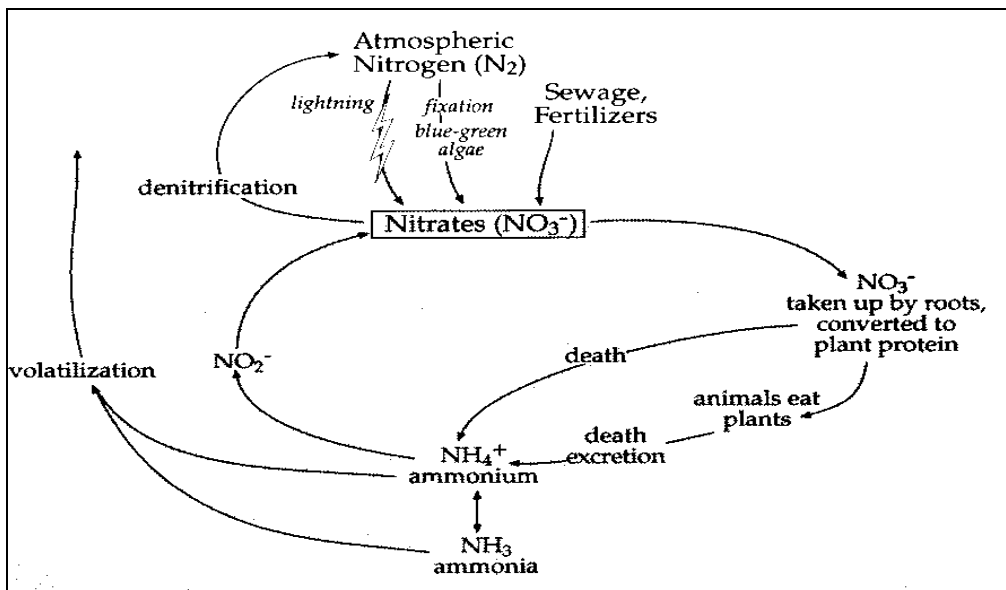 Atmospheric
Nitrogen (N₂)
lightning
fixation
blue-green
algae
Sewage,
Fertilizers
denitrification
Nitrates (NO₃⁻)
NO₃⁻
taken up by roots,
converted to
plant protein
death
NO₂⁻
volatilization
animals eat
plants
death
excretion
NH₄⁺
ammonium
NH₃
ammonia